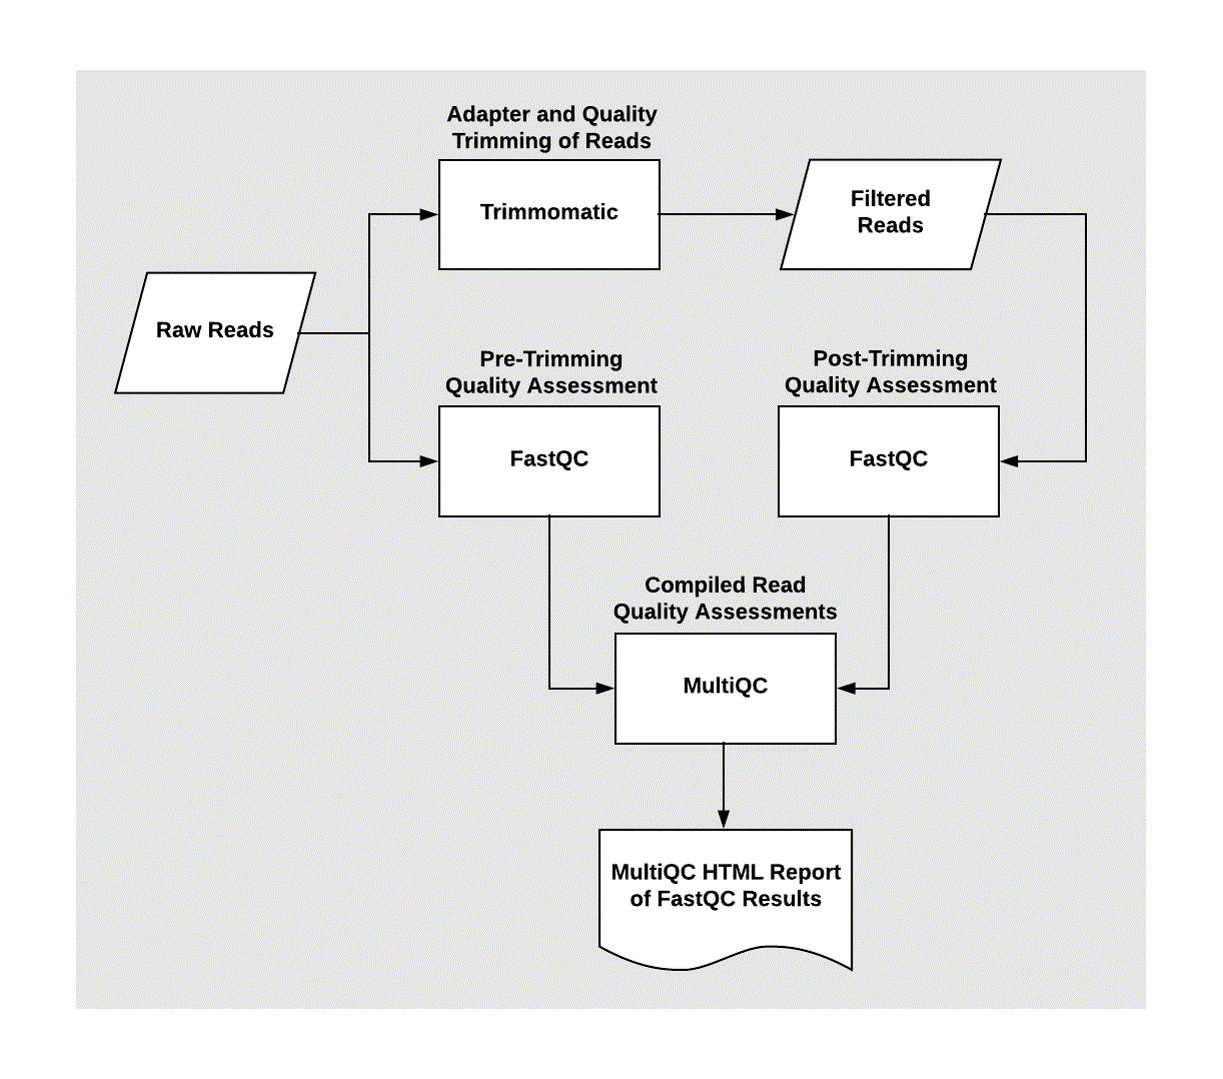 Adapter and Quality
Trimming of Reads
Trimmomatic
Filtered
Reads
Raw Reads
Pre-Trimming
Quality Assessment
FastQC
Post-Trimming
Quality Assessment
FastQC
Compiled Read
Quality Assessments
MultiQC
MultiQC HTML Report
of FastQC Results